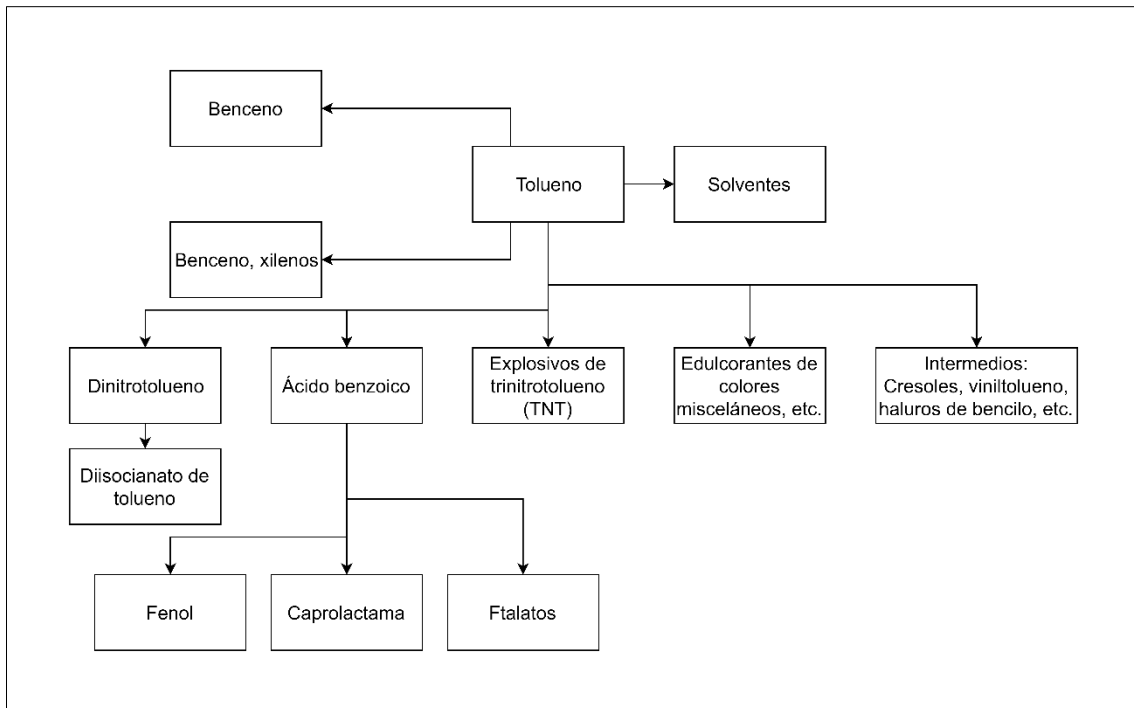 Benceno
Tolueno
Solventes
Benceno, xilenos
Dinitrotolueno
Ácido benzoico
Explosivos de
trinitrotolueno
(TNT)
Edulcorantes de
colores
misceláneos, etc.
Intermedios:
Cresoles, viniltolueno,
haluros de bencilo, etc.
Diisocianato de
tolueno
Fenol
Caprolactama
Ftalatos